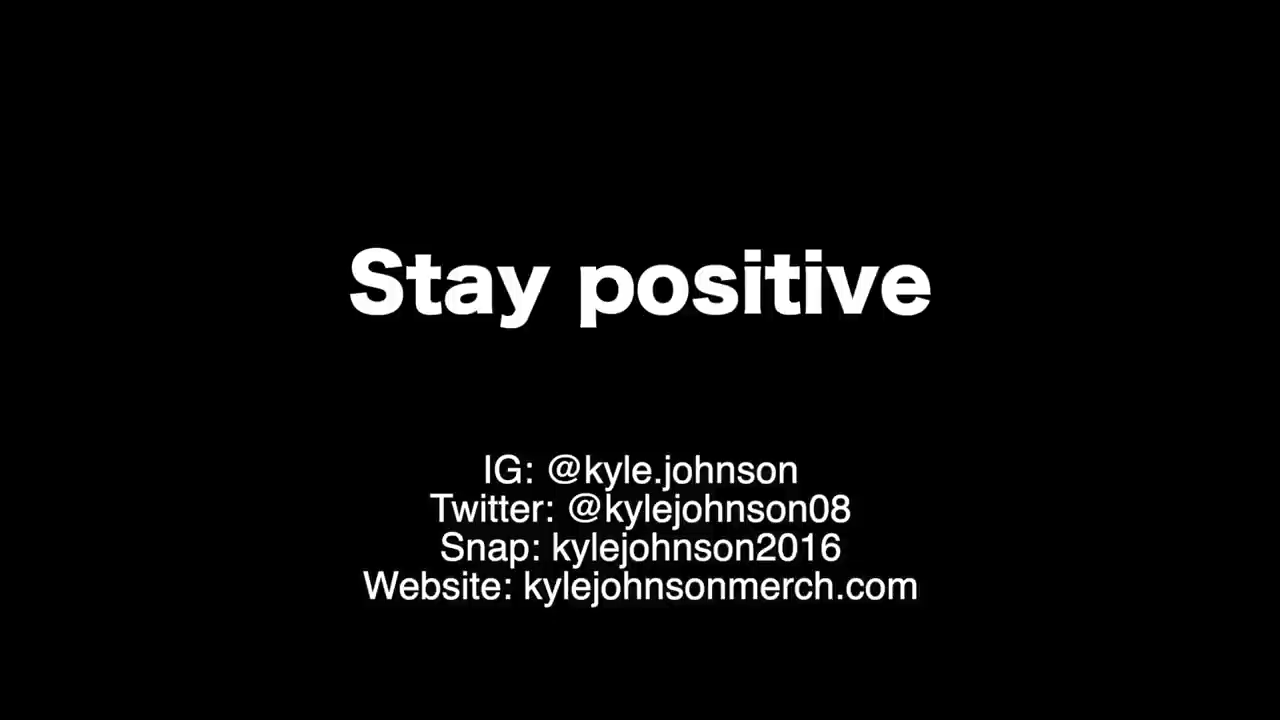 Stay positive
IG: @kyle.johnson
Twitter: @kylejohnson08
Snap: kylejohnson2016
Website: kylejohnsonmerch.com